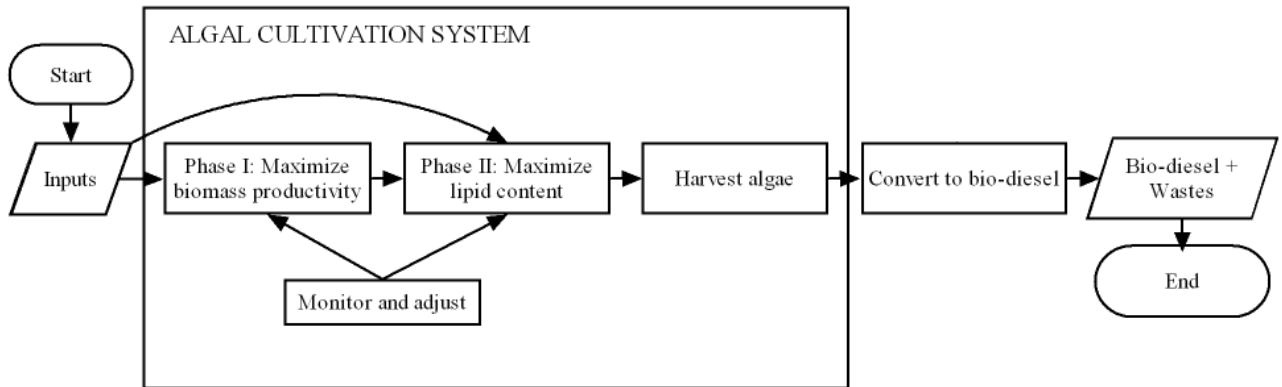 ALGAL CULTIVATION SYSTEM
Start
Inputs
Phase I: Maximize
biomass productivity
Phase II: Maximize
lipid content
Harvest algae
Convert to bio-diesel
Bio-diesel +
Wastes
Monitor and adjust
End